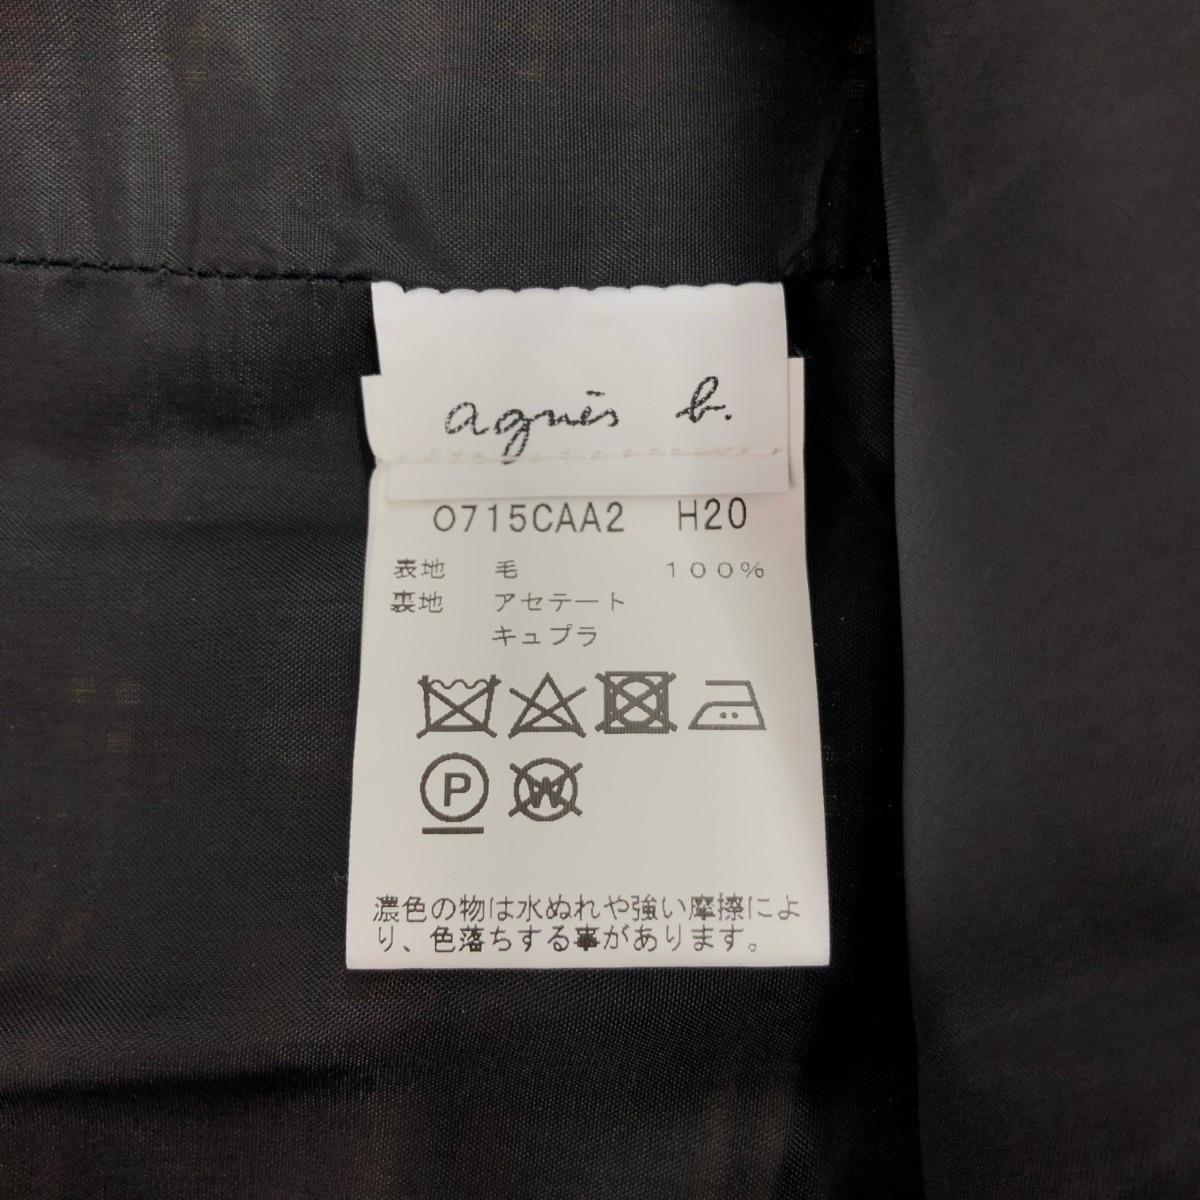 agnès b.
0715CAA2 H20
表地 毛 100%
裏地 アセテート
キュプラ
P
W
濃色の物は水ぬれや強い摩擦によ
り、色落ちする事があります。